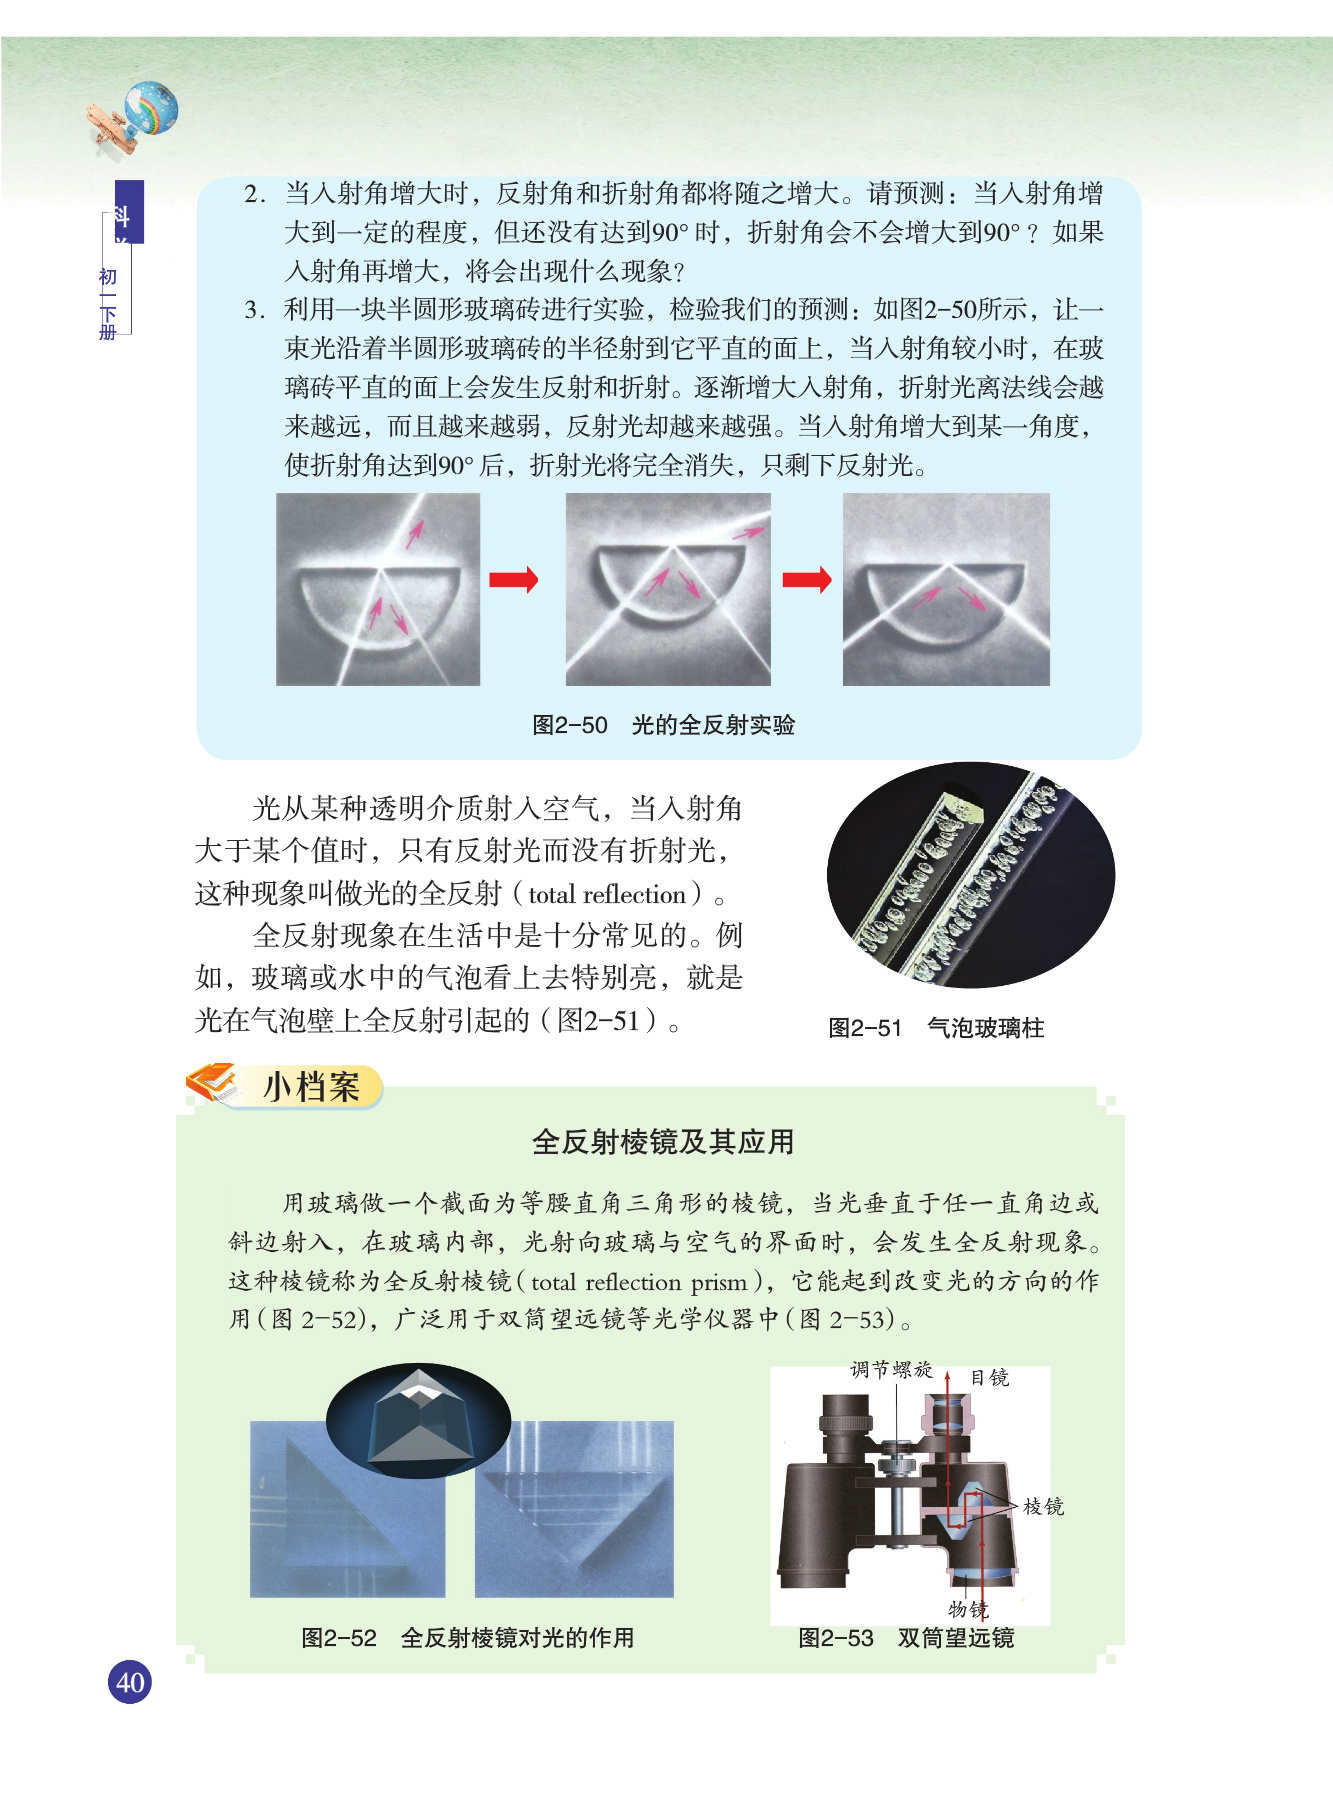 科
初一下册
2. 当入射角增大时，反射角和折射角都将随之增大。请预测：当入射角增
大到一定的程度，但还没有达到90° 时，折射角会不会增大到90°？如果
入射角再增大，将会出现什么现象？
3. 利用一块半圆形玻璃砖进行实验，检验我们的预测：如图2-50所示，让一
束光沿着半圆形玻璃砖的半径射到它平直的面上，当入射角较小时，在玻
璃砖平直的面上会发生反射和折射。逐渐增大入射角，折射光离法线会越
来越远，而且越来越弱，反射光却越来越强。当入射角增大到某一角度，
使折射角达到90° 后，折射光将完全消失，只剩下反射光。
图2-50 光的全反射实验
光从某种透明介质射入空气，当入射角
大于某个值时，只有反射光而没有折射光，
这种现象叫做光的全反射（total reflection）。
全反射现象在生活中是十分常见的。例
如，玻璃或水中的气泡看上去特别亮，就是
光在气泡壁上全反射引起的（图2-51）。
图2-51 气泡玻璃柱
小档案
全反射棱镜及其应用
用玻璃做一个截面为等腰直角三角形的棱镜，当光垂直于任一直角边或
斜边射入，在玻璃内部，光射向玻璃与空气的界面时，会发生全反射现象。
这种棱镜称为全反射棱镜（total reflection prism），它能起到改变光的方向的作
用（图 2-52），广泛用于双筒望远镜等光学仪器中（图 2-53）。
调节螺旋
目镜
棱镜
物镜
图2-52 全反射棱镜对光的作用
图2-53 双筒望远镜
40